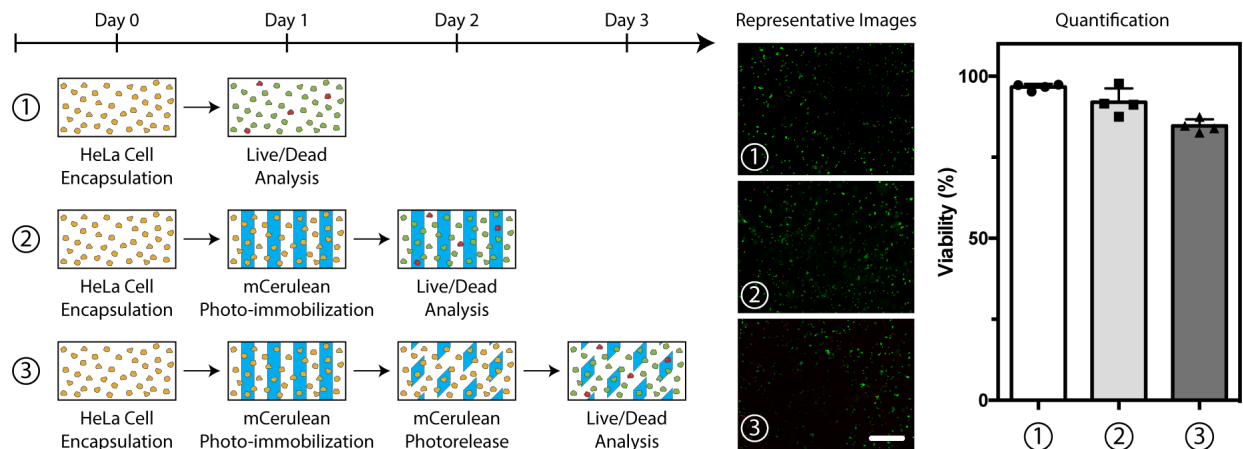 Day 0
Day 1
Day 2
Day 3
1
HeLa Cell
Encapsulation
Live/Dead
Analysis
2
HeLa Cell
Encapsulation
mCerulean
Photo-immobilization
Live/Dead
Analysis
3
HeLa Cell
Encapsulation
mCerulean
Photo-immobilization
mCerulean
Photorelease
Live/Dead
Analysis
Representative Images
1
2
3
Quantification
Viability (%)
100
50
0
1
2
3